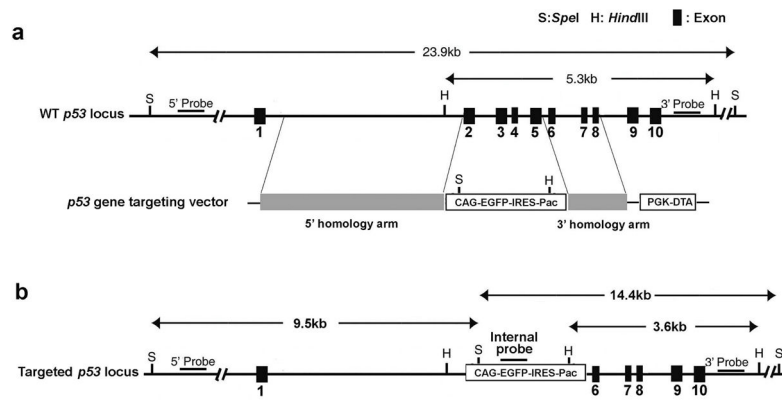 S:SpeI H: HindIII : Exon
a
23.9kb
5.3kb
S 5' Probe H 3' Probe H S
WT p53 locus
1 2 3 4 5 6 7 8 9 10
S H
p53 gene targeting vector CAG-EGFP-IRES-Pac PGK-DTA
5' homology arm 3' homology arm
b
14.4kb
9.5kb 3.6kb
Internal
probe
S 5' Probe H S H 3' Probe H S
Targeted p53 locus CAG-EGFP-IRES-Pac
1 6 7 8 9 10